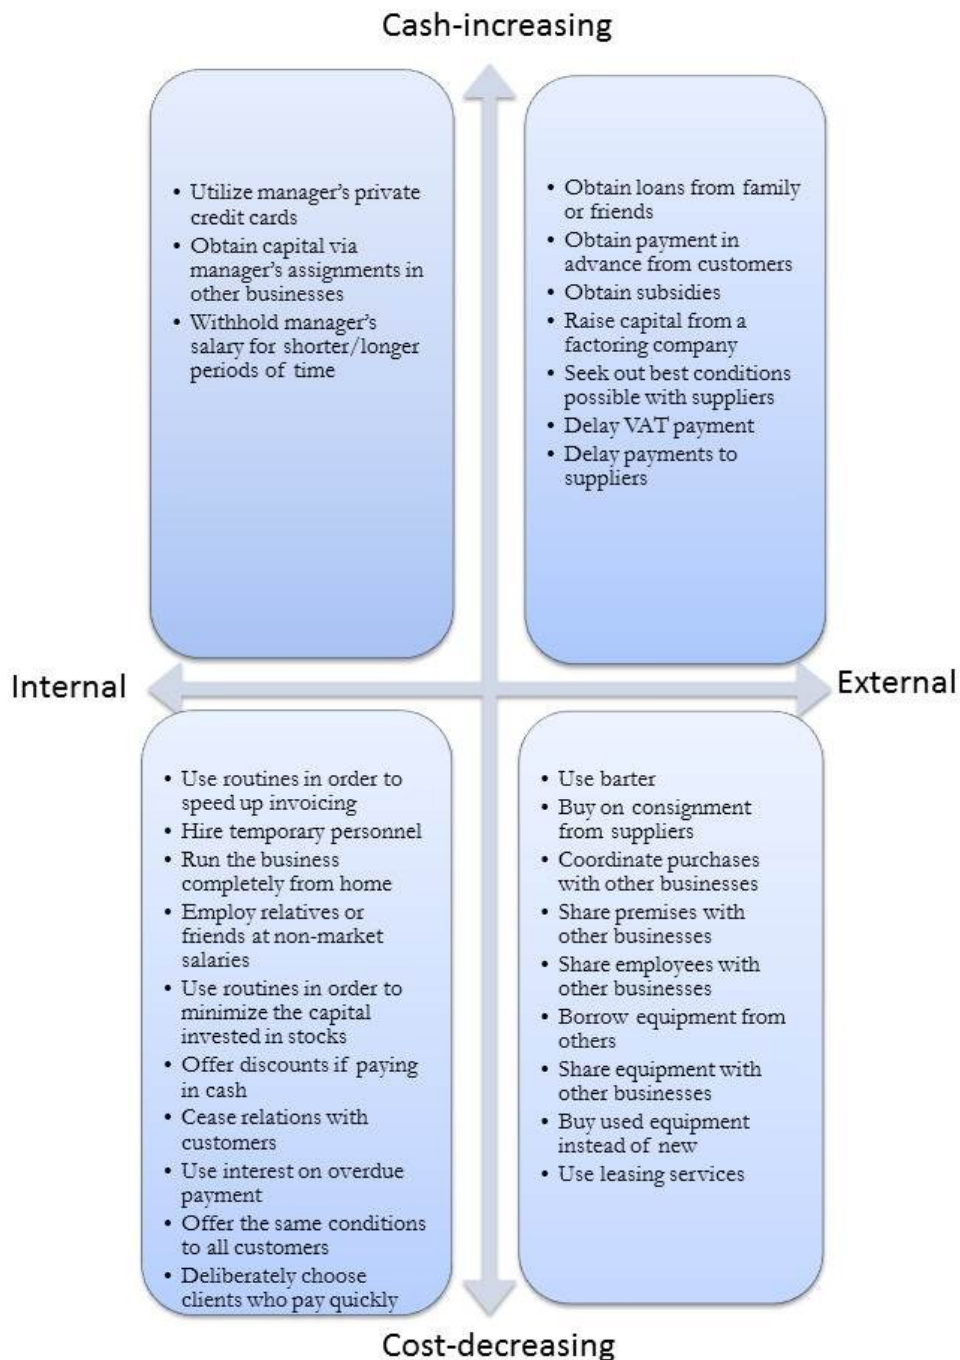 Cash-increasing
• Utilize manager's private
credit cards
• Obtain capital via
manager's assignments in
other businesses
• Withhold manager's
salary for shorter/longer
periods of time
• Obtain loans from family
or friends
• Obtain payment in
advance from customers
• Obtain subsidies
• Raise capital from a
factoring company
• Seek out best conditions
possible with suppliers
• Delay VAT payment
• Delay payments to
suppliers
Internal
External
• Use routines in order to
speed up invoicing
• Hire temporary personnel
• Run the business
completely from home
• Employ relatives or
friends at non-market
salaries
• Use routines in order to
minimize the capital
invested in stocks
• Offer discounts if paying
in cash
• Cease relations with
customers
• Use interest on overdue
payment
• Offer the same conditions
to all customers
• Deliberately choose
clients who pay quickly
• Use barter
• Buy on consignment
from suppliers
• Coordinate purchases
with other businesses
• Share premises with
other businesses
• Share employees with
other businesses
• Borrow equipment from
others
• Share equipment with
other businesses
• Buy used equipment
instead of new
• Use leasing services
Cost-decreasing